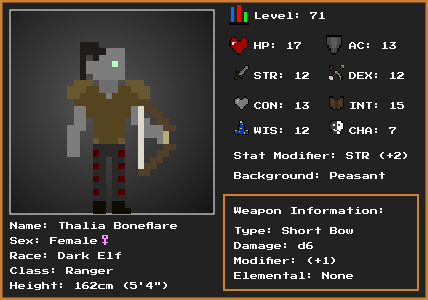 Level: 71
HP: 17
AC: 13
STR: 12
DEX: 12
CON: 13
INT: 15
WIS: 12
CHA: 7
Stat Modifier: STR (+2)
Background: Peasant
Name: Thalia Boneflare
Sex: Female♀
Race: Dark Elf
Class: Ranger
Height: 162cm (5'4")
Weapon Information:
Type: Short Bow
Damage: d6
Modifier: (+1)
Elemental: None